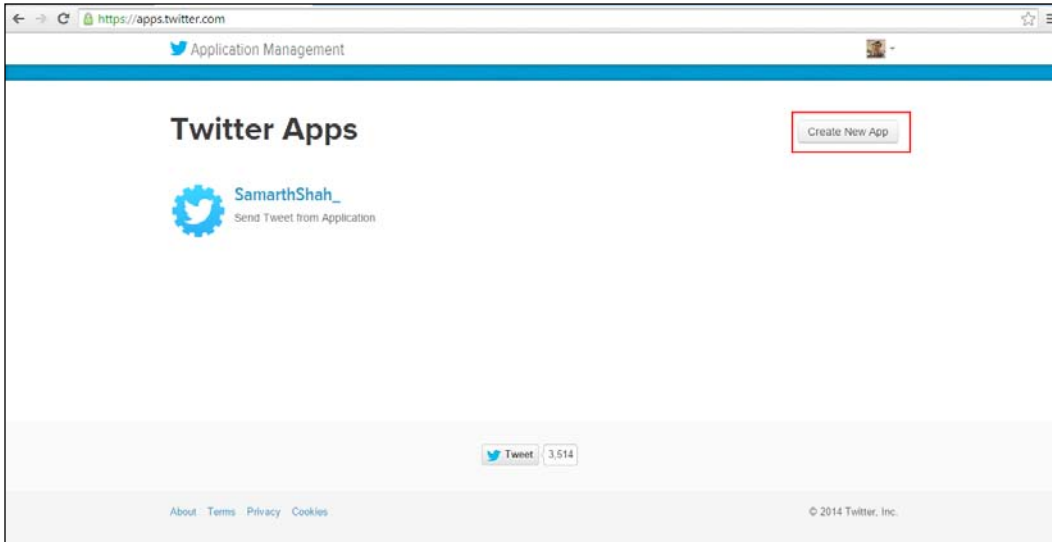 https://apps.twitter.com
Application Management
Twitter Apps
Create New App
SamarthShah_
Send Tweet from Application
Tweet 3,514
About Terms Privacy Cookies
© 2014 Twitter, Inc.